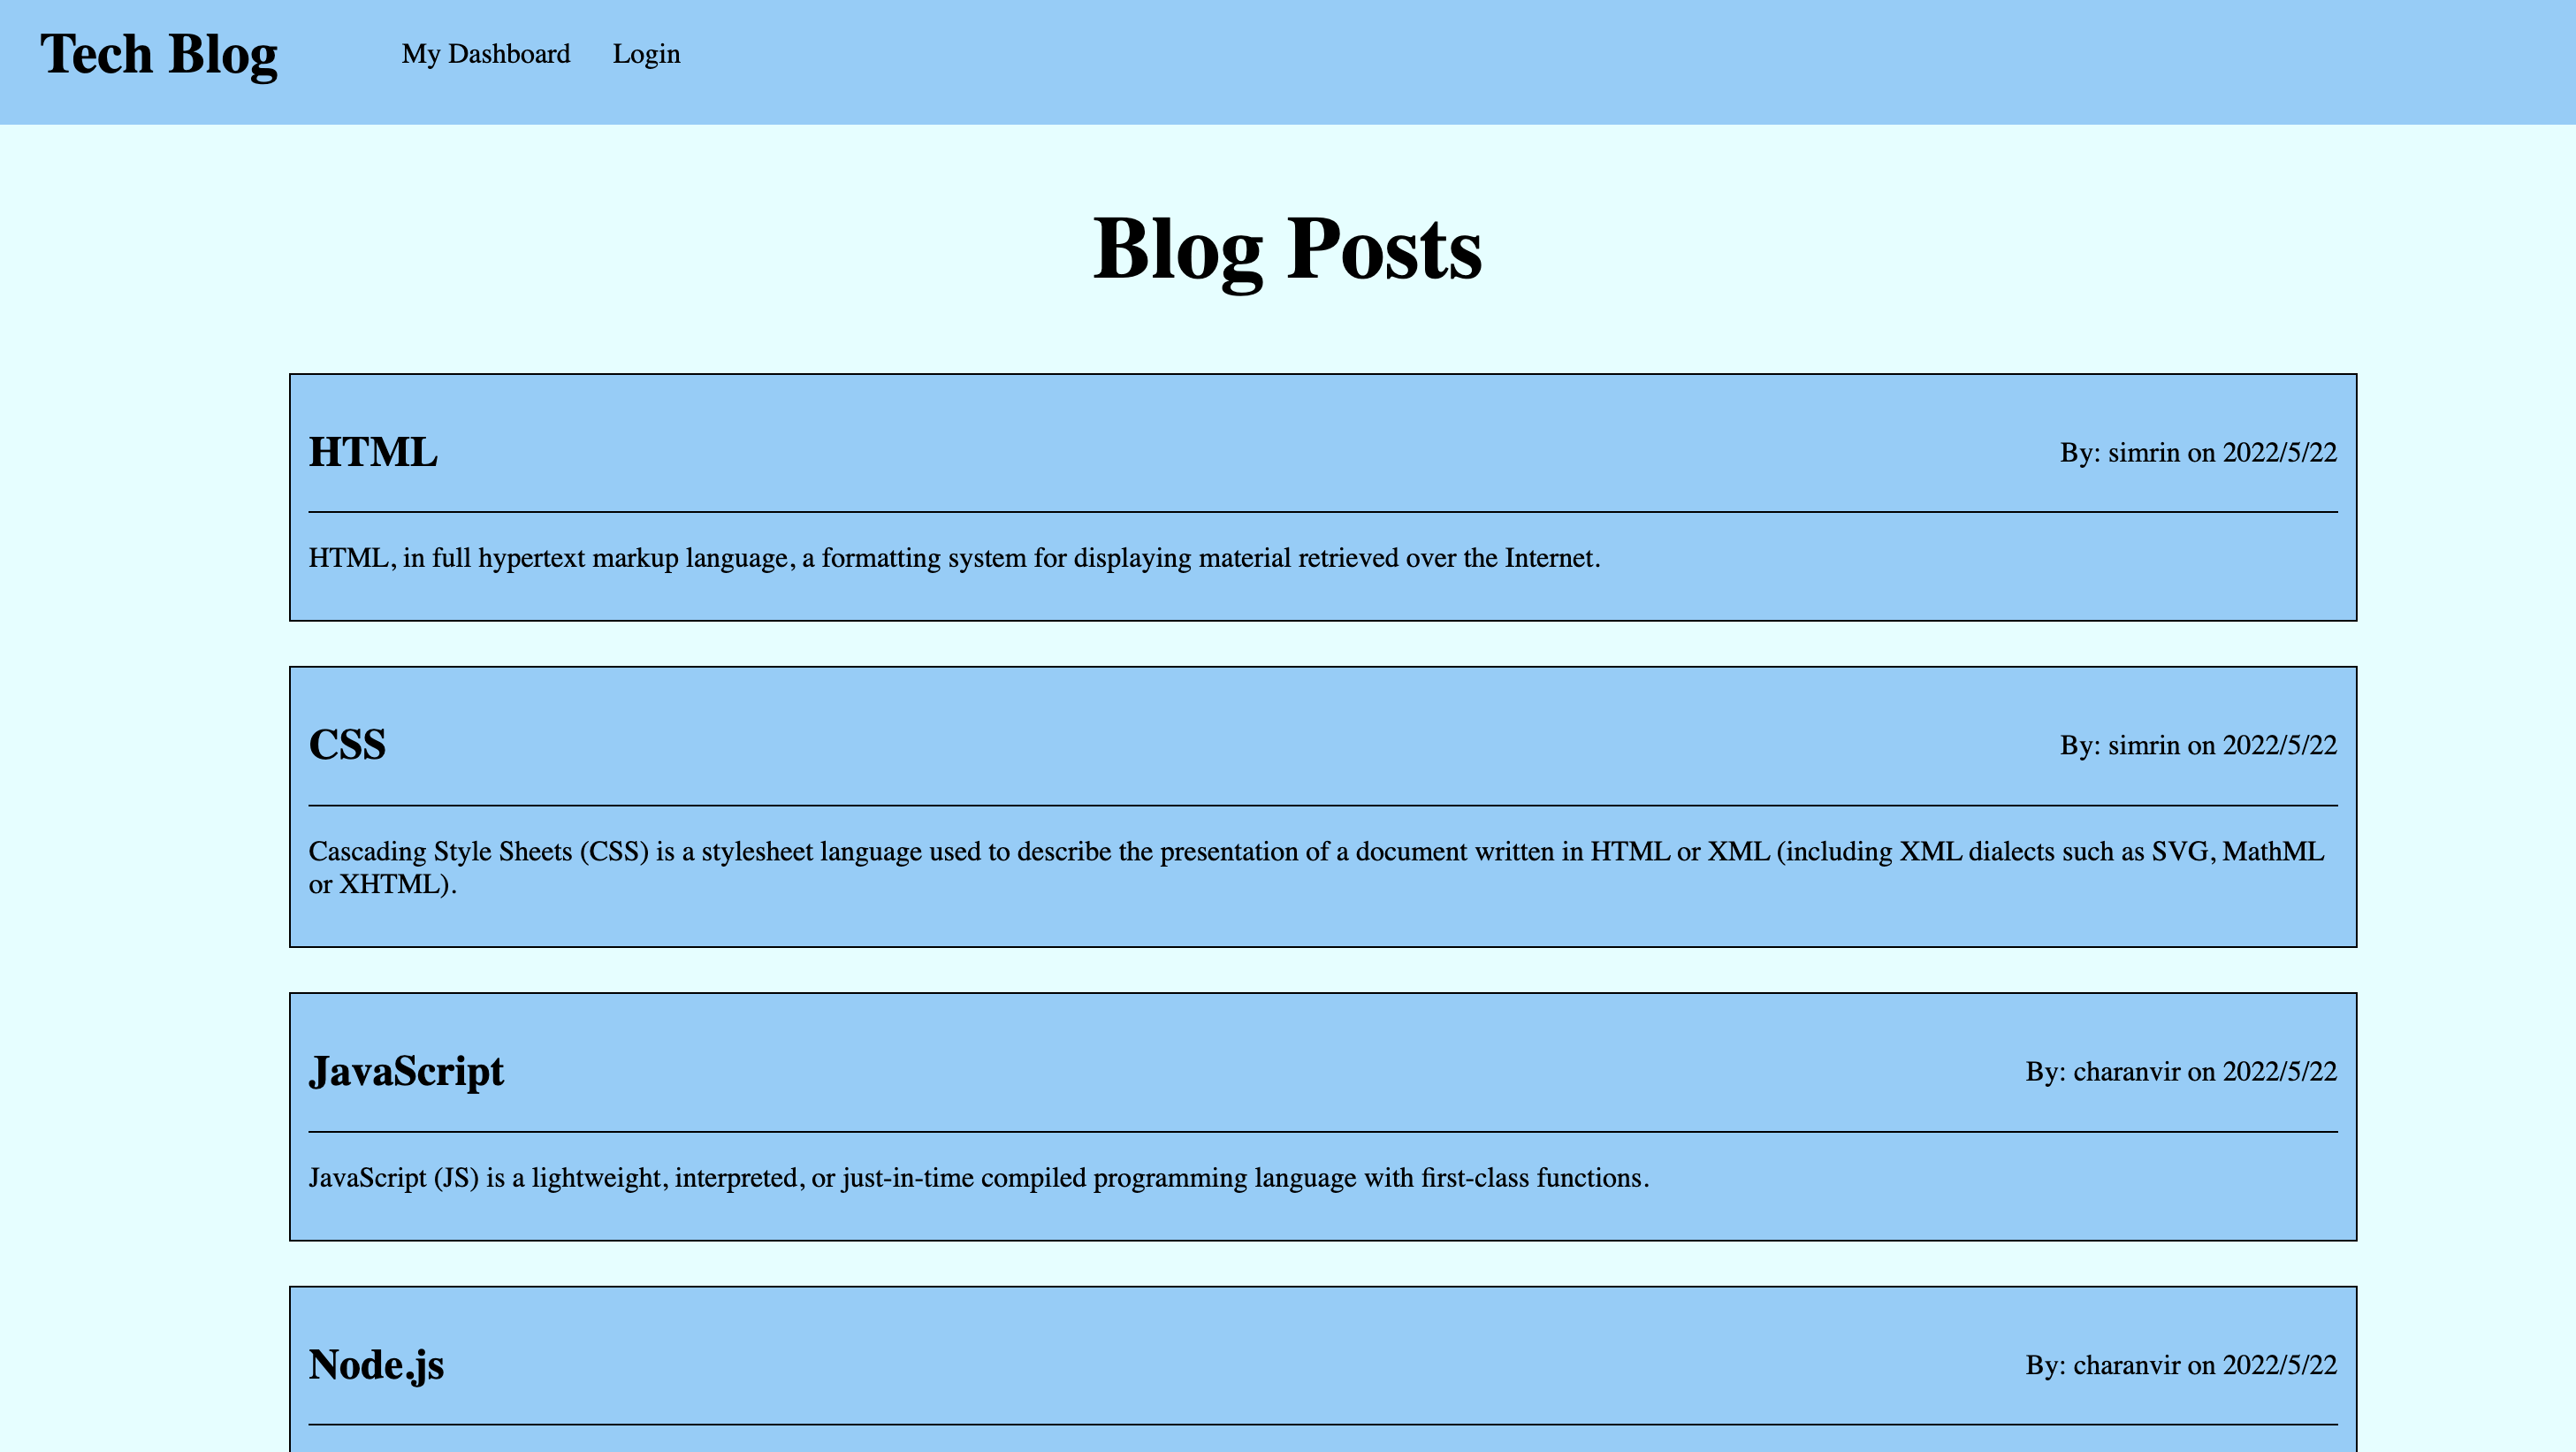 Tech Blog My Dashboard Login
Blog Posts
HTML By: simrin on 2022/5/22
HTML, in full hypertext markup language, a formatting system for displaying material retrieved over the Internet.
CSS By: simrin on 2022/5/22
Cascading Style Sheets (CSS) is a stylesheet language used to describe the presentation of a document written in HTML or XML (including XML dialects such as SVG, MathML
or XHTML).
JavaScript By: charanvir on 2022/5/22
JavaScript (JS) is a lightweight, interpreted, or just-in-time compiled programming language with first-class functions.
Node.js By: charanvir on 2022/5/22